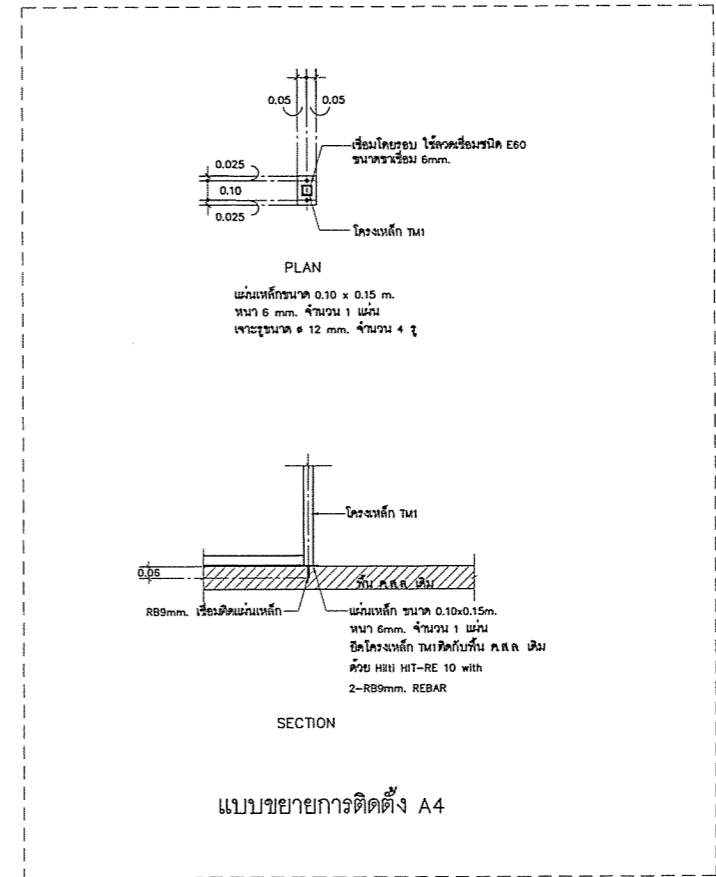 0.05 0.05
เชื่อมโดยรอบ ใช้ลวดเชื่อมชนิด E60
ขนาดขาเชื่อม 6mm.
0.025
0.10
0.025
โครงเหล็ก TM1
PLAN
แผ่นเหล็กขนาด 0.10 x 0.15 m.
หนา 6 mm. จำนวน 1 แผ่น
เจาะรูขนาด ø 12 mm. จำนวน 4 รู
โครงเหล็ก TM1
0.06
พื้น ค.ส.ล. เดิม
RB9mm. เชื่อมติดแผ่นเหล็ก
แผ่นเหล็ก ขนาด 0.10x0.15m.
หนา 6mm. จำนวน 1 แผ่น
ยึดโครงเหล็ก TM1ติดกับพื้น ค.ส.ล. เดิม
ด้วย Hilti HIT-RE 10 with
2-RB9mm. REBAR
SECTION
แบบขยายการติดตั้ง A4